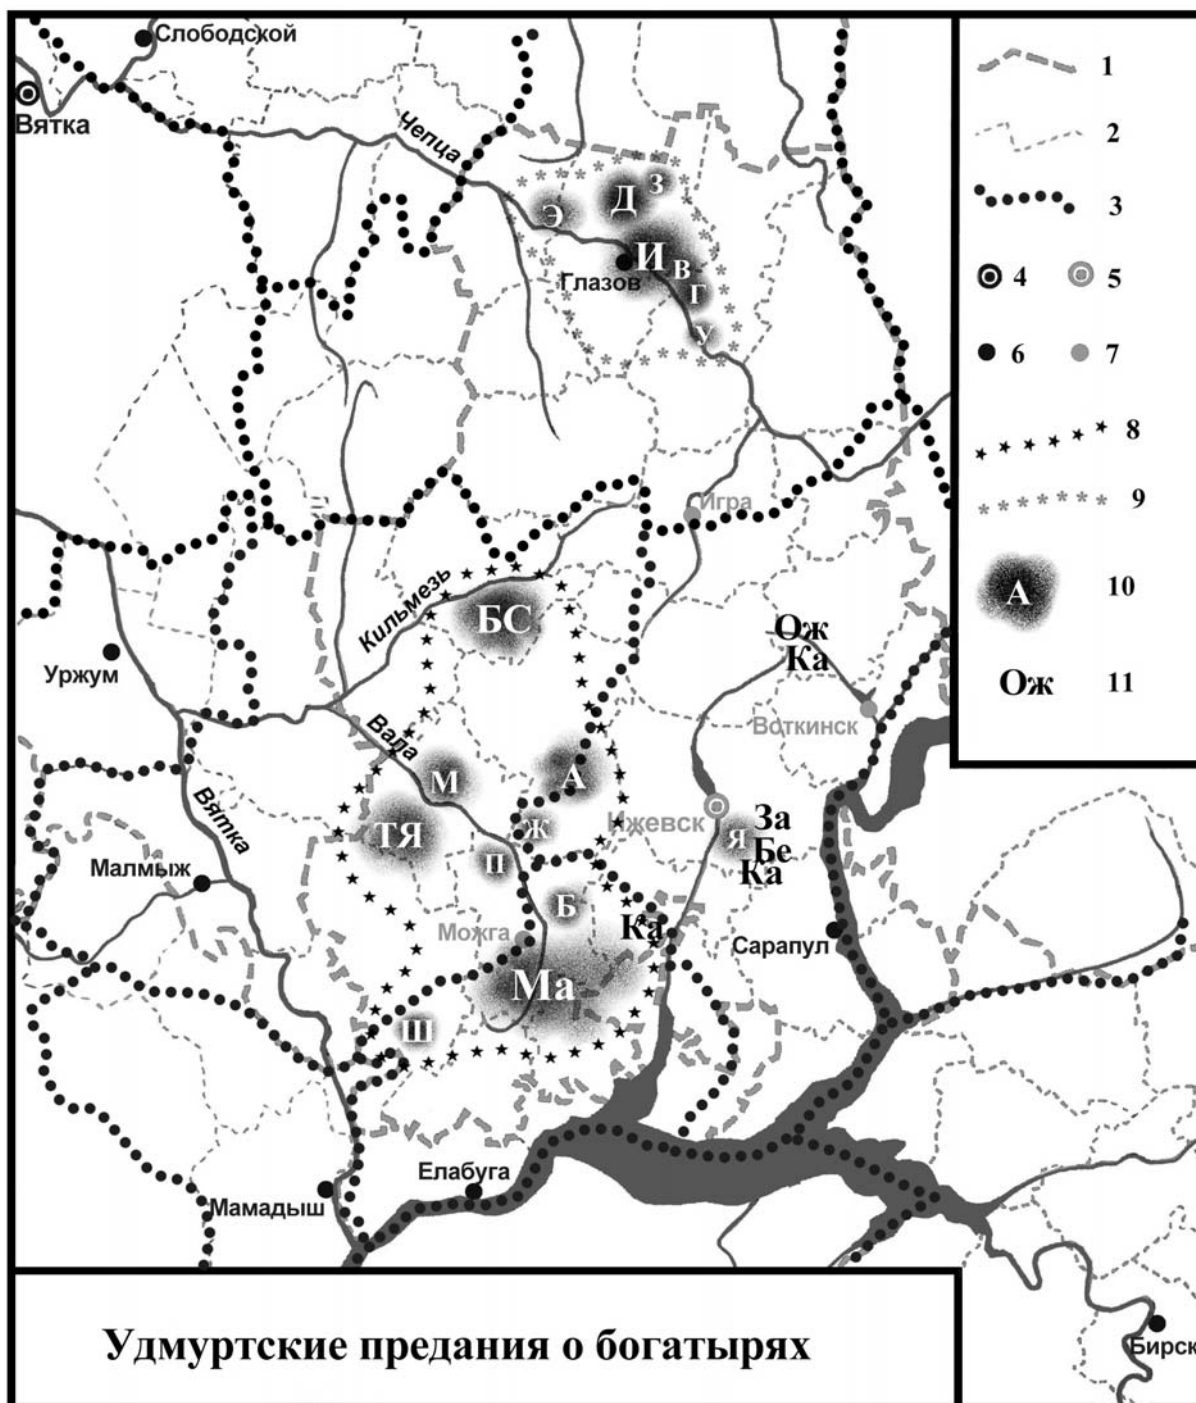 Слободской
Вятка
Чепца
1
2
3
4
5
6
7
8
9
А
10
Ож
11
З
Д
Э
И
В
Глазов
Г
У
Игра
Кильмезь
БС
Ож
Ка
Уржум
Воткинск
Вала
М
А
Вятка
Ижевск
За
ТЯ
Ж
Я
Бе
П
Ка
Малмыж
Б
Ка
Можга
Сарапул
Ма
Ш
Елабуга
Мамадыш
Бирск
Удмуртские предания о богатырях